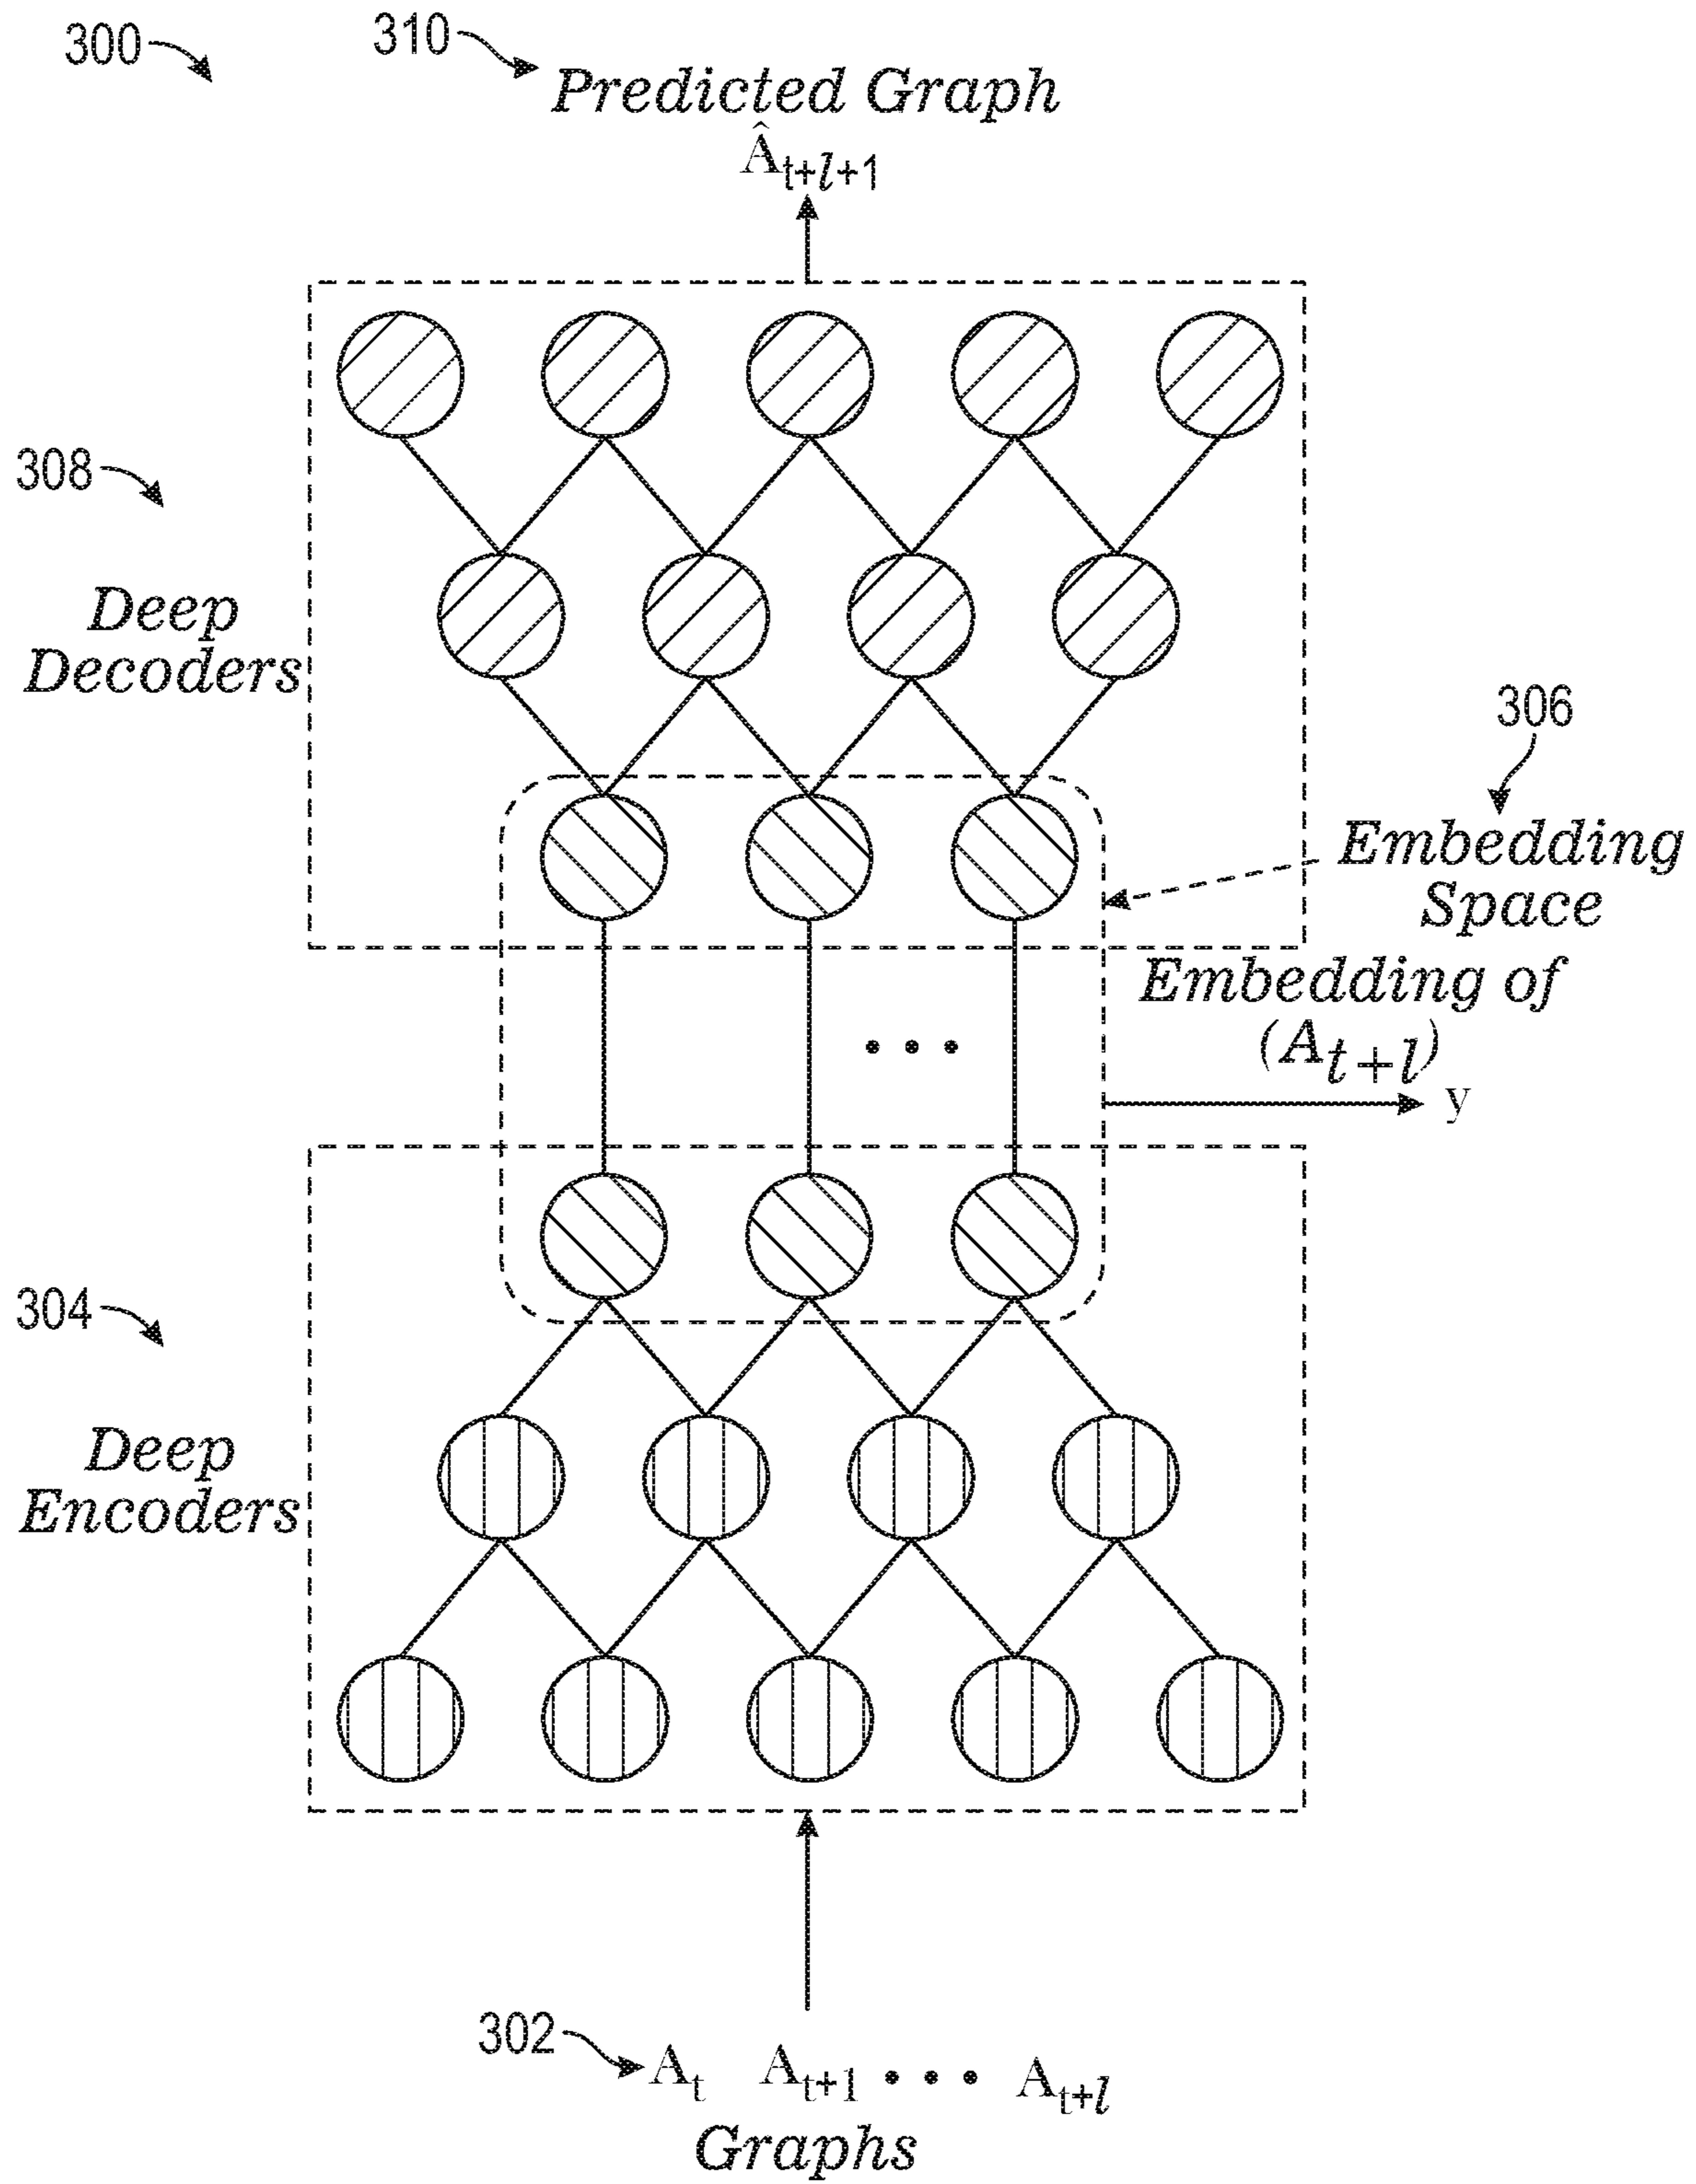 300
310
Predicted Graph
Â_{t+l+1}
308
Deep
Decoders
306
Embedding
Space
Embedding of
(A_{t+l})
y
304
Deep
Encoders
302
A_t A_{t+1} • • • A_{t+l}
Graphs